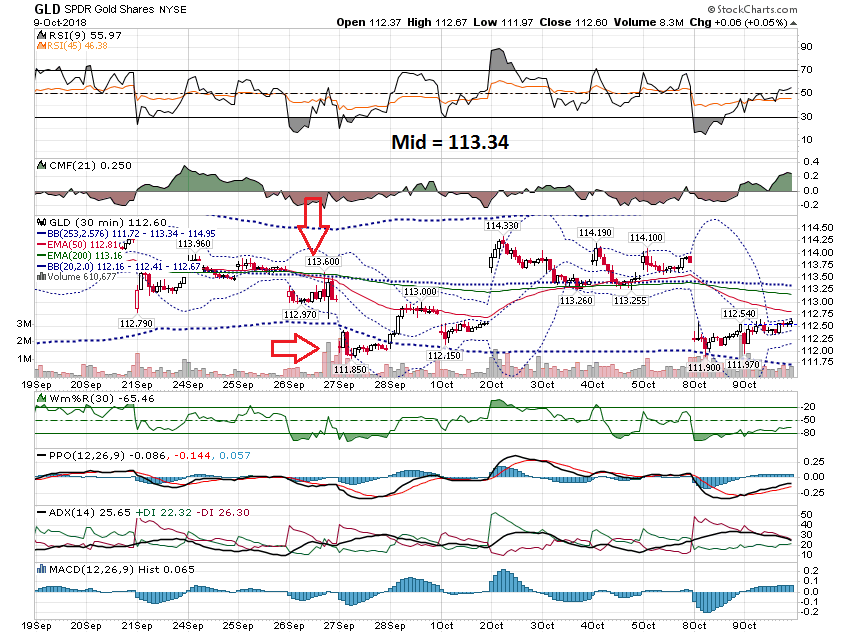 GLD SPDR Gold Shares NYSE
© StockCharts.com
9-Oct-2018
Open 112.37 High 112.67 Low 111.97 Close 112.60 Volume 8.3M Chg +0.06 (+0.05%)
RSI(9) 55.97
RSI(45) 46.38
90
70
50
30
10
Mid = 113.34
CMF(21) 0.250
0.4
0.2
0.0
-0.2
GLD (30 min) 112.60
BB(253,2.576) 111.72 - 113.34 - 114.95
EMA(50) 112.81
EMA(200) 113.16
BB(20,2.0) 112.16 - 112.41 - 112.67
Volume 610,677
113.960
112.790
113.600
112.970
111.850
113.000
112.150
114.330
113.260
114.190
113.255
114.100
111.900
112.540
111.970
114.50
114.25
114.00
113.75
113.50
113.25
113.00
112.75
112.50
112.25
112.00
111.75
3M
2M
1M
19Sep 20Sep 21Sep 24Sep 25Sep 26Sep 27Sep 28Sep 1Oct 2Oct 3Oct 4Oct 5Oct 8Oct 9Oct
Wm%R(30) -65.46
-20
-50
-80
PPO(12,26,9) -0.086, -0.144, 0.057
0.25
0.00
-0.25
ADX(14) 25.65 +DI 22.32 -DI 26.30
50
40
30
20
10
MACD(12,26,9) Hist 0.065
0.2
0.1
0.0
-0.1
-0.2
19Sep 20Sep 21Sep 24Sep 25Sep 26Sep 27Sep 28Sep 1Oct 2Oct 3Oct 4Oct 5Oct 8Oct 9Oct